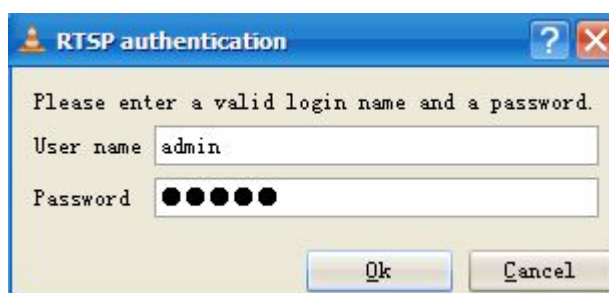 RTSP authentication
Please enter a valid login name and a password.
User name admin
Password ●●●●●
Ok Cancel